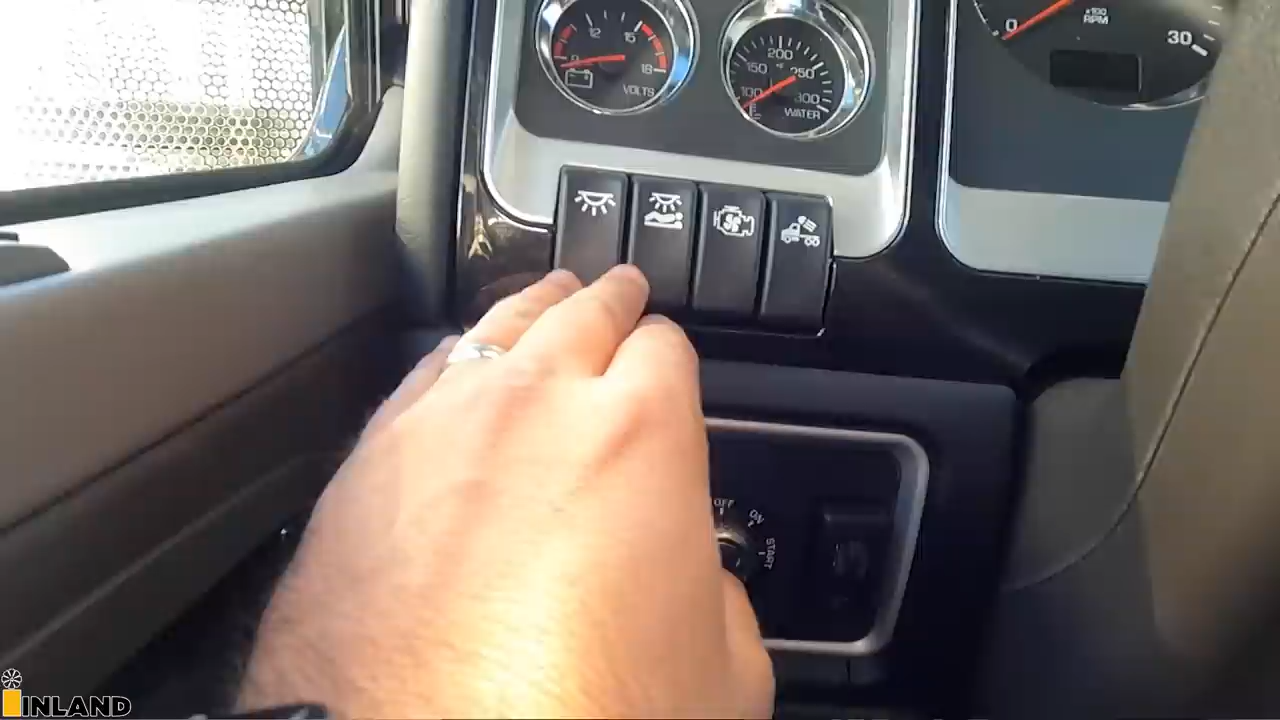 12
15
18
VOLTS
200
°F
150
250
100
300
WATER
0
x100
RPM
30
OFF
ON
START
INLAND